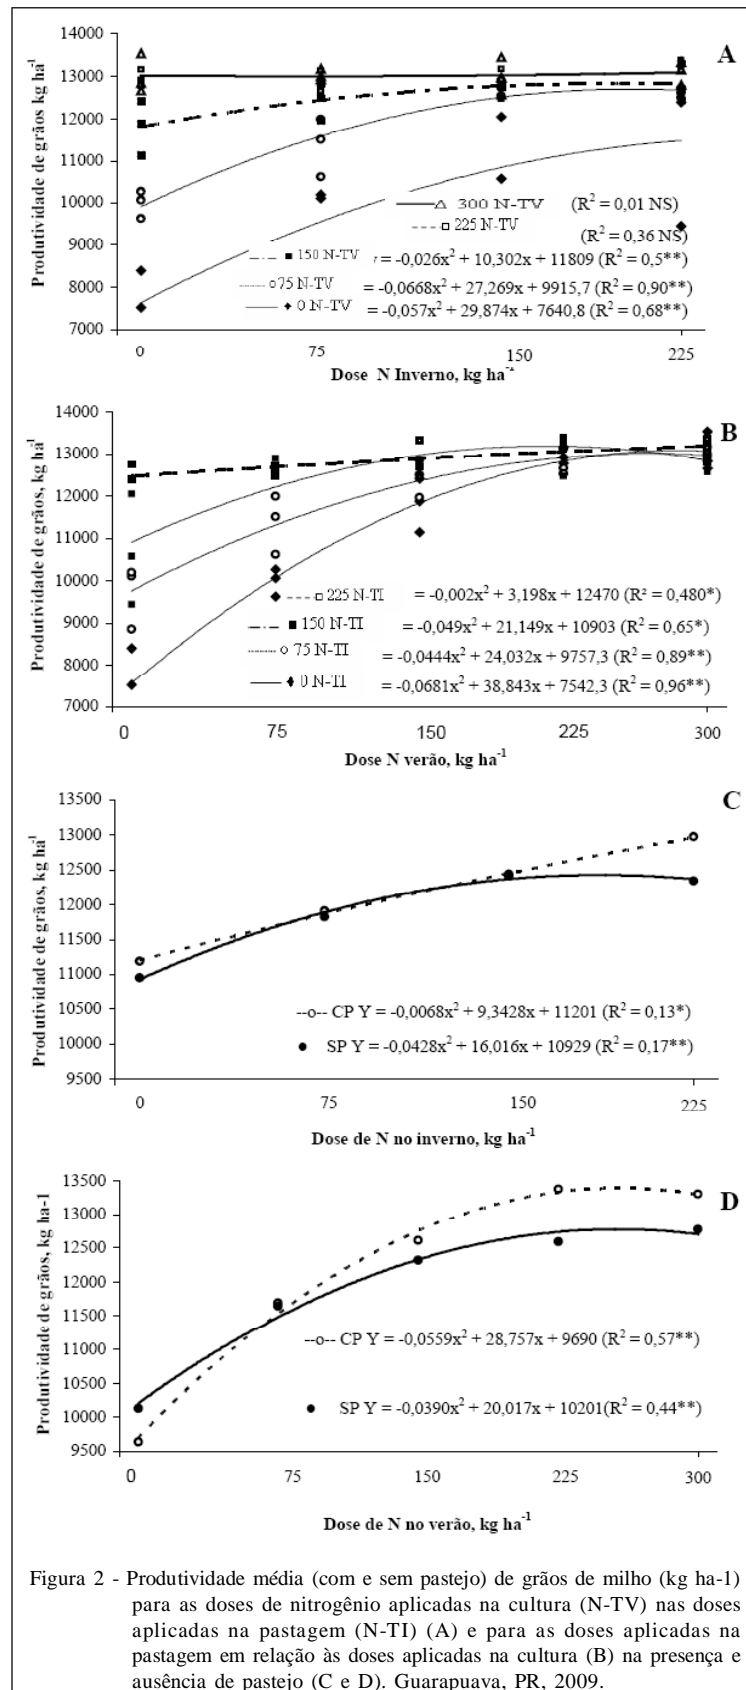 A
Produtividade de grãos kg ha-1
14000
13000
12000
11000
10000
9000
8000
7000
300 N-TV (R² = 0,01 NS)
225 N-TV
(R² = 0,36 NS)
150 N-TV = -0,026x² + 10,302x + 11809 (R² = 0,5**)
75 N-TV = -0,0668x² + 27,269x + 9915,7 (R² = 0,90**)
0 N-TV = -0,057x² + 29,874x + 7640,8 (R² = 0,68**)
0 75 150 225
Dose N Inverno, kg ha-1
B
Produtividade de grãos, kg ha-1
14000
13000
12000
11000
10000
9000
8000
7000
225 N-TI = -0,002x² + 3,198x + 12470 (R² = 0,480*)
150 N-TI = -0,049x² + 21,149x + 10903 (R² = 0,65*)
75 N-TI = -0,0444x² + 24,032x + 9757,3 (R² = 0,89**)
0 N-TI = -0,0681x² + 38,843x + 7542,3 (R² = 0,96**)
0 75 150 225 300
Dose N verão, kg ha-1
C
Produtividade de grãos, kg ha-1
13500
13000
12500
12000
11500
11000
10500
10000
9500
--o-- CP Y = -0,0068x² + 9,3428x + 11201 (R² = 0,13*)
SP Y = -0,0428x² + 16,016x + 10929 (R² = 0,17**)
0 75 150 225
Dose de N no inverno, kg ha-1
D
Produtividade de grãos, kg ha-1
13500
13000
12500
12000
11500
11000
10500
10000
9500
--o-- CP Y = -0,0559x² + 28,757x + 9690 (R² = 0,57**)
SP Y = -0,0390x² + 20,017x + 10201(R² = 0,44**)
0 75 150 225 300
Dose de N no verão, kg ha-1
Figura 2 - Produtividade média (com e sem pastejo) de grãos de milho (kg ha-1)
para as doses de nitrogênio aplicadas na cultura (N-TV) nas doses
aplicadas na pastagem (N-TI) (A) e para as doses aplicadas na
pastagem em relação às doses aplicadas na cultura (B) na presença e
ausência de pastejo (C e D). Guarapuava, PR, 2009.